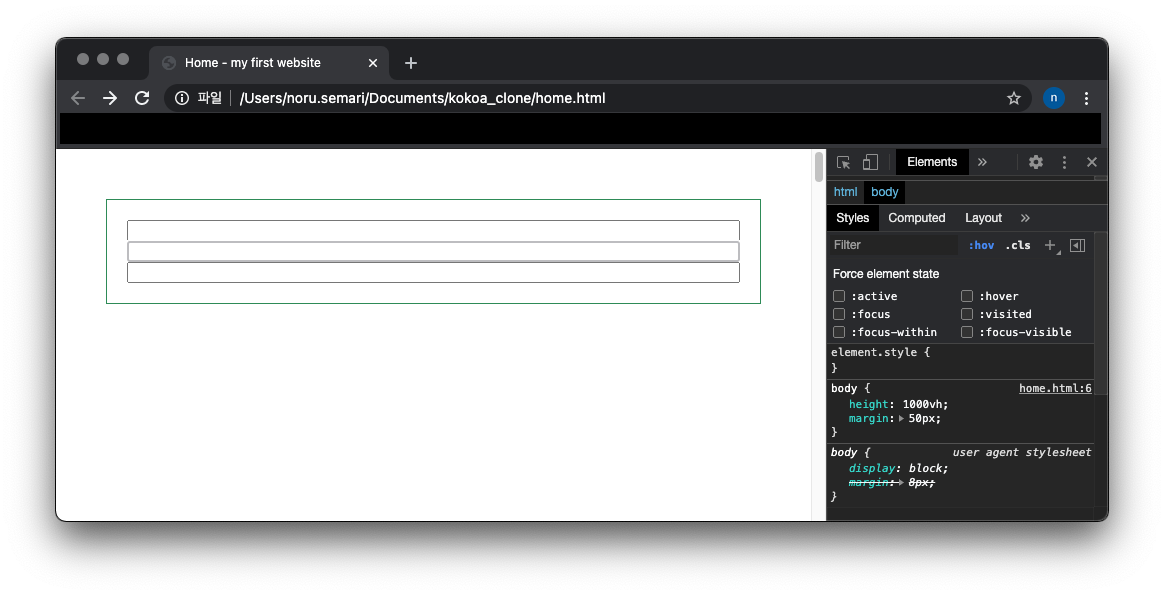 Home - my first website
파일 /Users/noru.semari/Documents/kokoa_clone/home.html
n
Elements
html body
Styles Computed Layout
Filter :hov .cls
Force element state
:active :hover
:focus :visited
:focus-within :focus-visible
element.style {
}
body { home.html:6
height: 1000vh;
margin: 50px;
}
body { user agent stylesheet
display: block;
margin: 8px;
}